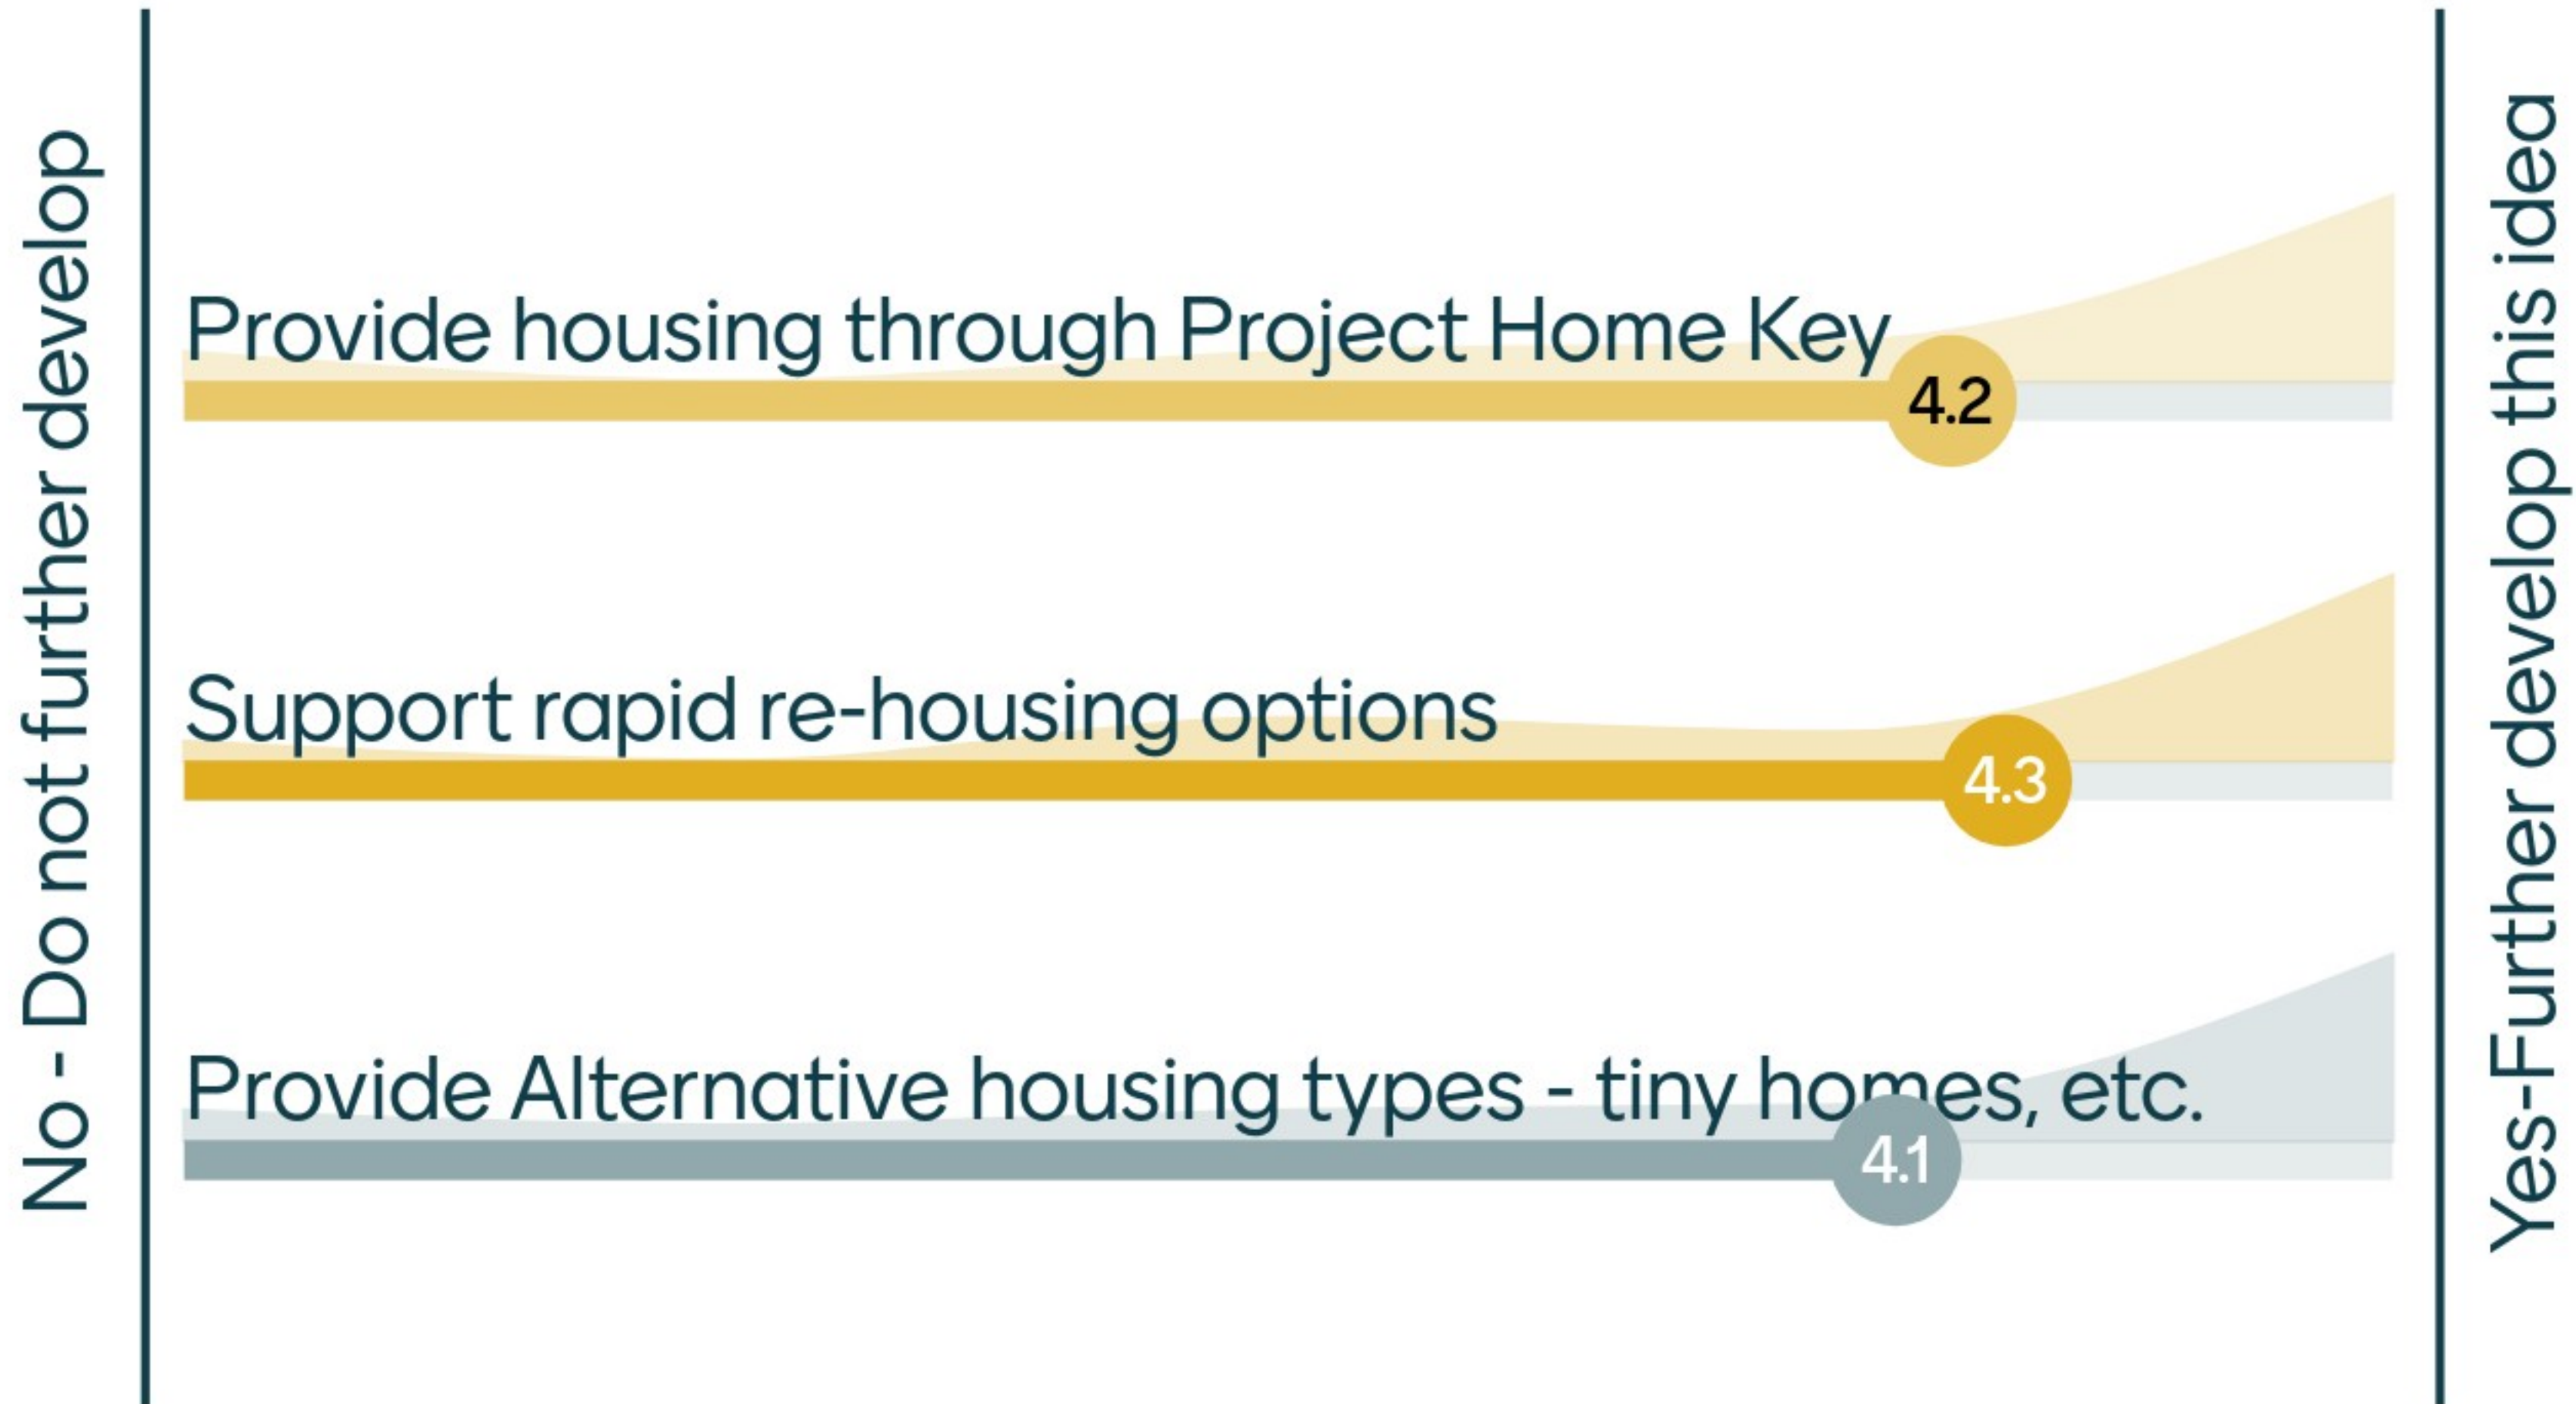 No - Do not further develop
Provide housing through Project Home Key
4.2
Support rapid re-housing options
4.3
Provide Alternative housing types - tiny homes, etc.
4.1
Yes-Further develop this idea